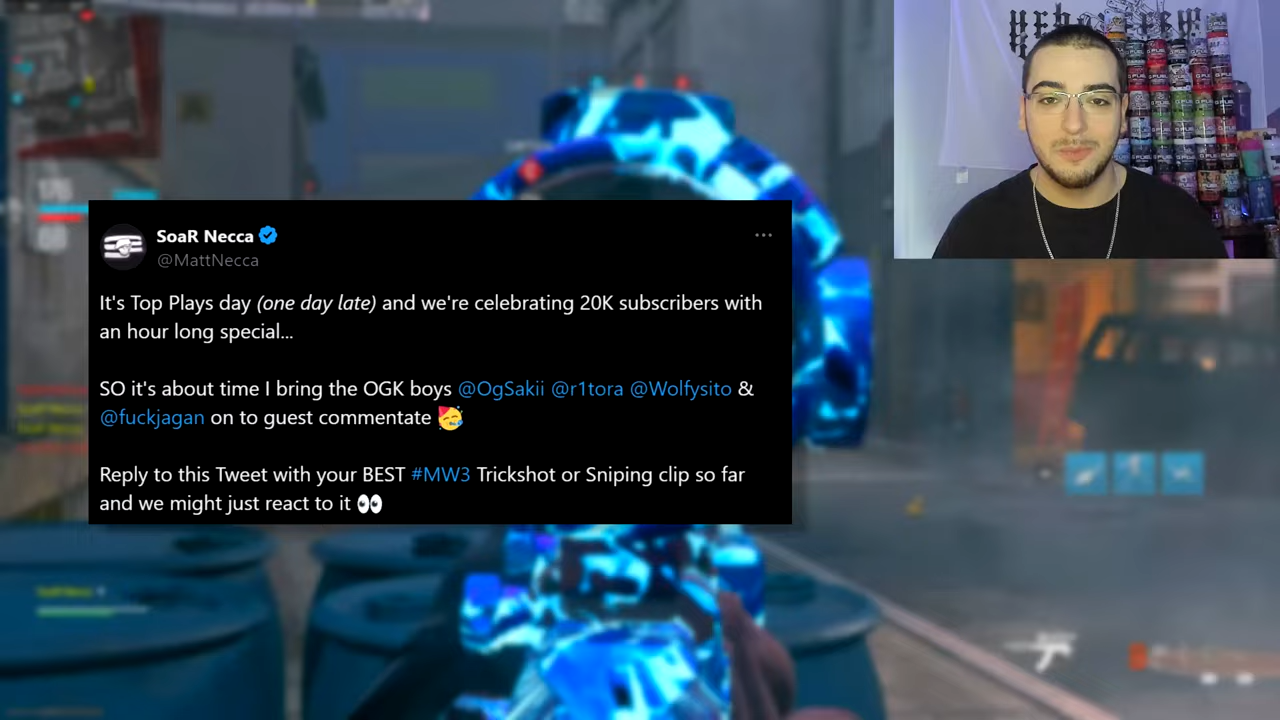 SoaR Necca
@MattNecca
It's Top Plays day (one day late) and we're celebrating 20K subscribers with
an hour long special...
SO it's about time I bring the OGK boys @OgSakii @r1tora @Wolfysito &
@fuckjagan on to guest commentate 🥳
Reply to this Tweet with your BEST #MW3 Trickshot or Sniping clip so far
and we might just react to it 👀